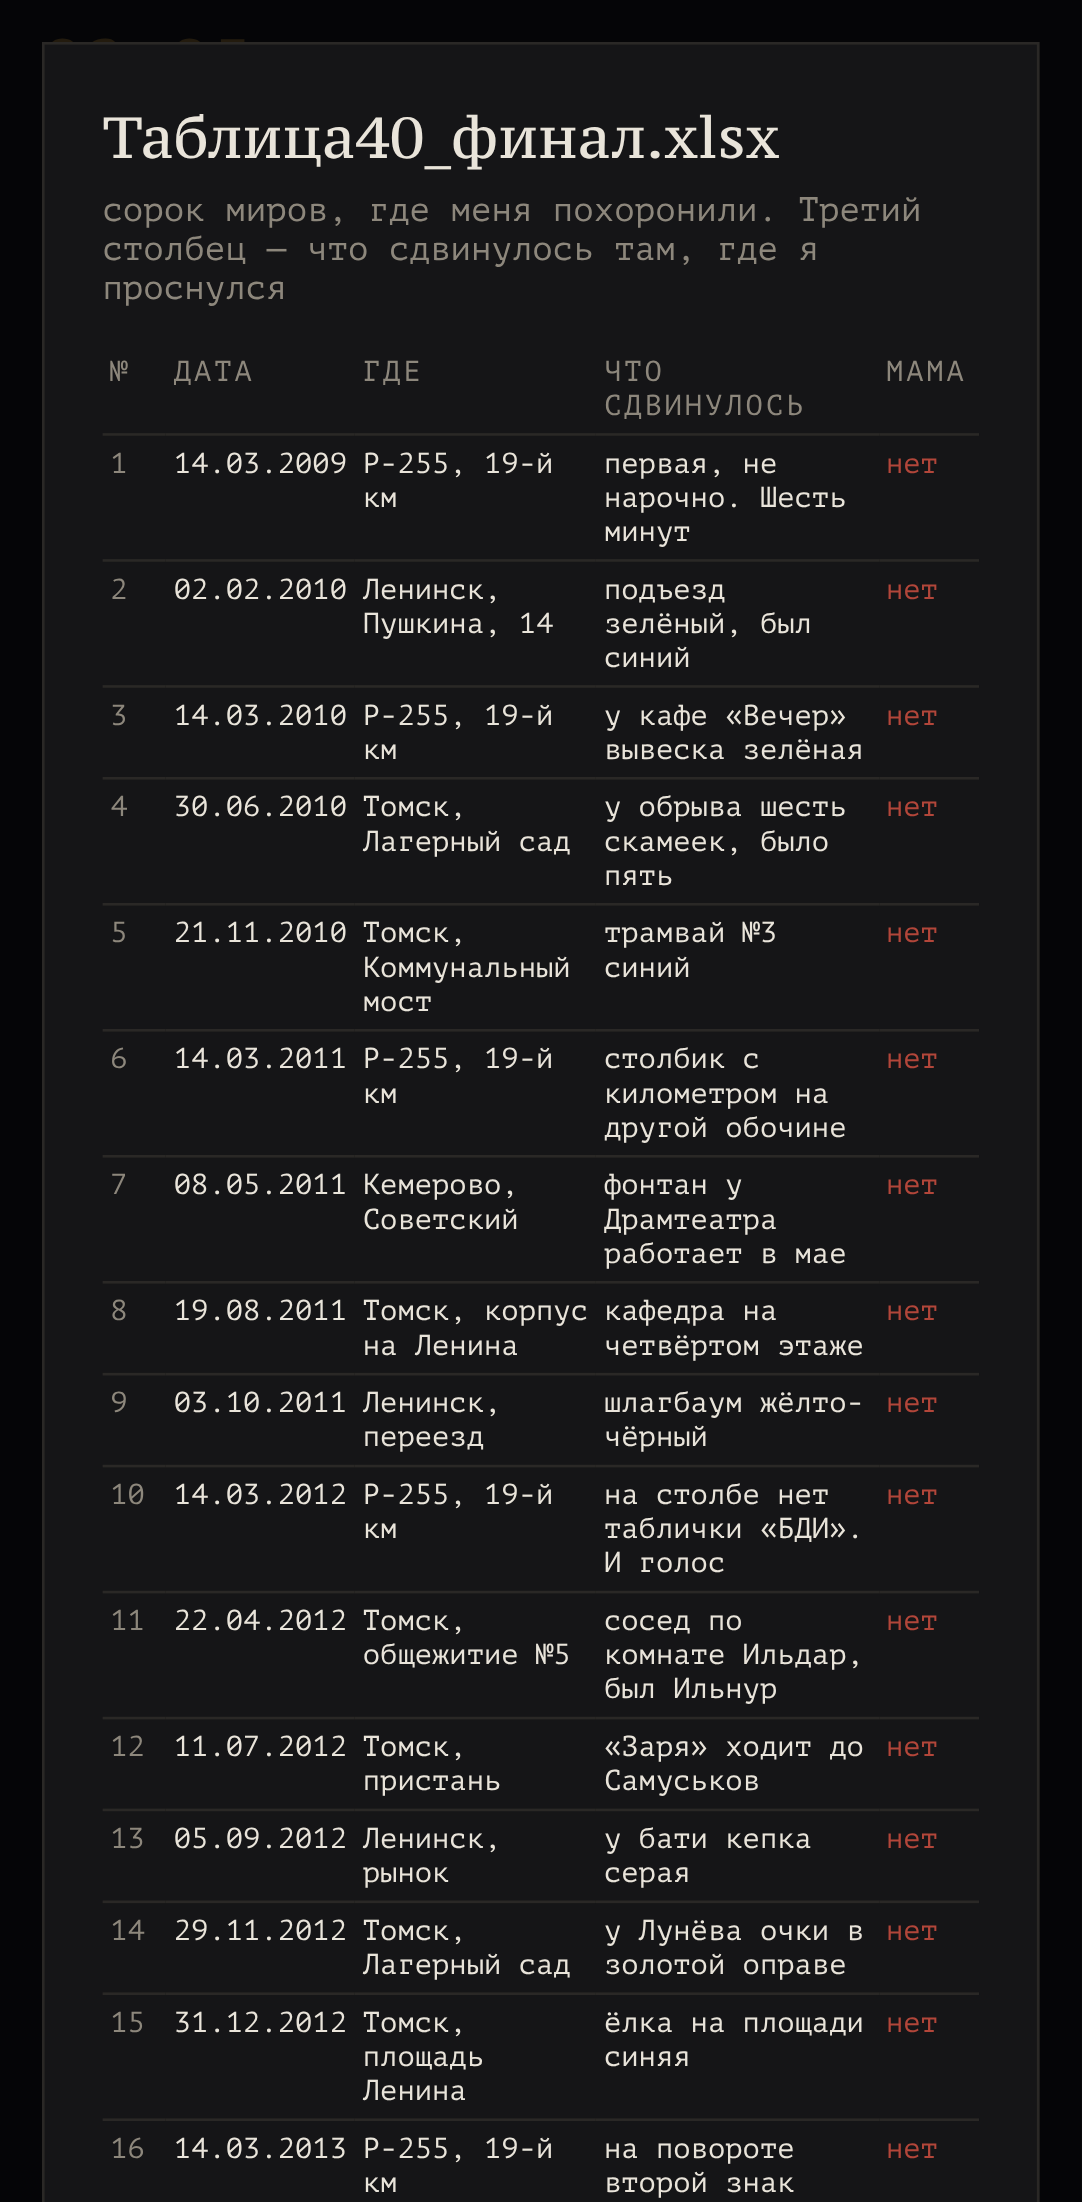 Таблица40_финал.xlsx
сорок миров, где меня похоронили. Третий
столбец — что сдвинулось там, где я
проснулся
№ ДАТА ГДЕ ЧТО СДВИНУЛОСЬ МАМА
1 14.03.2009 Р-255, 19-й км первая, не нарочно. Шесть минут нет
2 02.02.2010 Ленинск, Пушкина, 14 подъезд зелёный, был синий нет
3 14.03.2010 Р-255, 19-й км у кафе «Вечер» вывеска зелёная нет
4 30.06.2010 Томск, Лагерный сад у обрыва шесть скамеек, было пять нет
5 21.11.2010 Томск, Коммунальный мост трамвай №3 синий нет
6 14.03.2011 Р-255, 19-й км столбик с километром на другой обочине нет
7 08.05.2011 Кемерово, Советский фонтан у Драмтеатра работает в мае нет
8 19.08.2011 Томск, корпус на Ленина кафедра на четвёртом этаже нет
9 03.10.2011 Ленинск, переезд шлагбаум жёлто-чёрный нет
10 14.03.2012 Р-255, 19-й км на столбе нет таблички «БДИ». И голос нет
11 22.04.2012 Томск, общежитие №5 сосед по комнате Ильдар, был Ильнур нет
12 11.07.2012 Томск, пристань «Заря» ходит до Самуськов нет
13 05.09.2012 Ленинск, рынок у бати кепка серая нет
14 29.11.2012 Томск, Лагерный сад у Лунёва очки в золотой оправе нет
15 31.12.2012 Томск, площадь Ленина ёлка на площади синяя нет
16 14.03.2013 Р-255, 19-й км на повороте второй знак нет